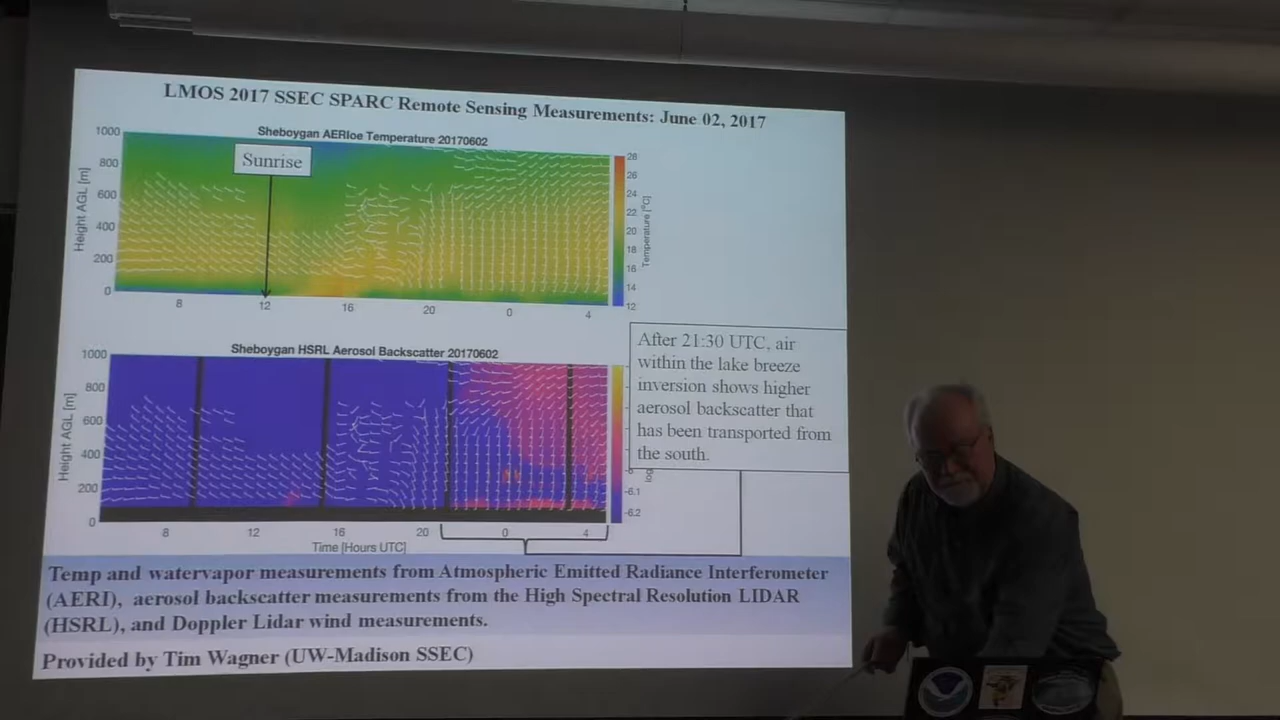 LMOS 2017 SSEC SPARC Remote Sensing Measurements: June 02, 2017
Sheboygan AERIoe Temperature 20170602
Sunrise
1000
800
600
400
200
0
Height AGL [m]
8
12
16
20
0
4
28
26
24
22
20
18
16
14
12
Temperature [°C]
Sheboygan HSRL Aerosol Backscatter 20170602
1000
800
600
400
200
0
Height AGL [m]
8
12
16
20
0
4
Time [Hours UTC]
-6.1
-6.2
After 21:30 UTC, air
within the lake breeze
inversion shows higher
aerosol backscatter that
has been transported from
the south.
Temp and watervapor measurements from Atmospheric Emitted Radiance Interferometer
(AERI), aerosol backscatter measurements from the High Spectral Resolution LIDAR
(HSRL), and Doppler Lidar wind measurements.
Provided by Tim Wagner (UW-Madison SSEC)